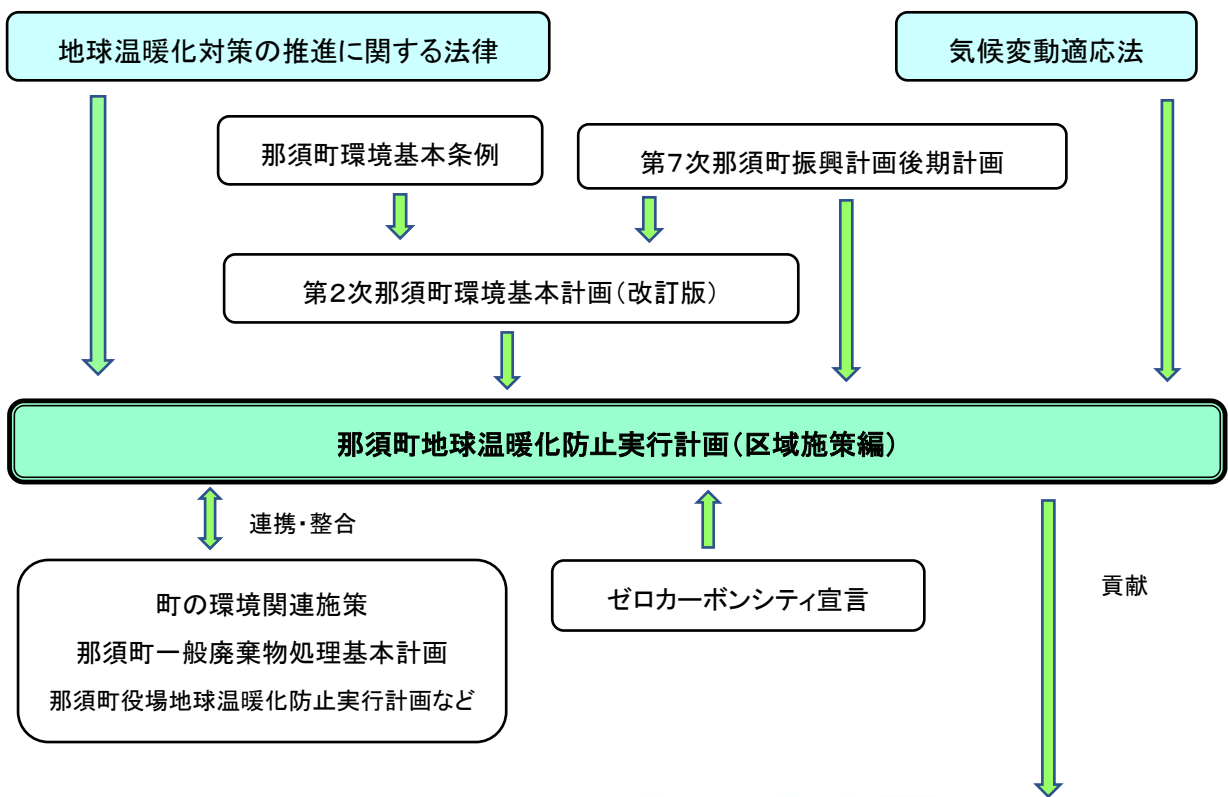 地球温暖化対策の推進に関する法律
気候変動適応法
那須町環境基本条例
第7次那須町振興計画後期計画
第2次那須町環境基本計画(改訂版)
那須町地球温暖化防止実行計画(区域施策編)
連携・整合
町の環境関連施策
那須町一般廃棄物処理基本計画
那須町役場地球温暖化防止実行計画など
ゼロカーボンシティ宣言
貢献